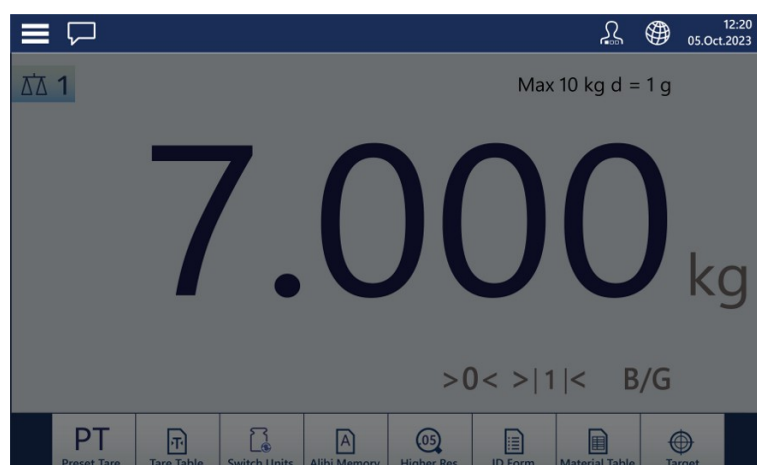 12:20
05.Oct.2023
1
Max 10 kg d = 1 g
7.000 kg
>0< >|1|< B/G
PT
Preset Tare
T
Tare Table
Switch Units
A
Alibi Memory
.05
Higher Res.
ID Form
Material Table
Target